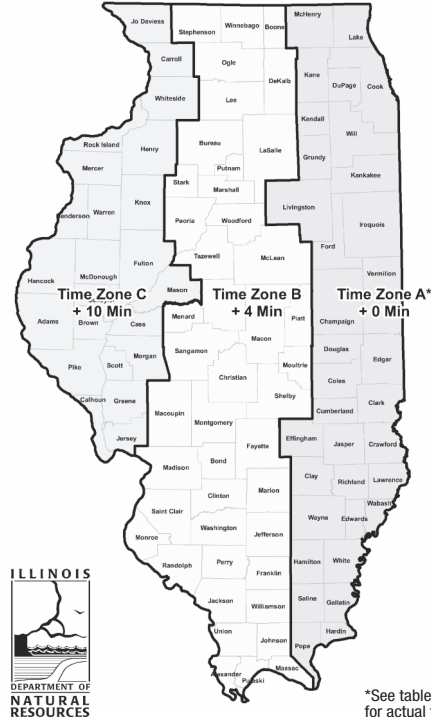 Jo Daviess
Stephenson
Winnebago
Boone
McHenry
Lake
Carroll
Ogle
Kane
DuPage
Cook
Whiteside
Lee
DeKalb
Kendall
Will
Rock Island
Henry
Bureau
LaSalle
Grundy
Mercer
Putnam
Kankakee
Stark
Marshall
Henderson
Warren
Knox
Peoria
Woodford
Livingston
Iroquois
Ford
Fulton
Tazewell
McLean
Vermilion
Hancock
McDonough
Mason
Time Zone C
+ 10 Min
Time Zone B
+ 4 Min
Time Zone A*
+ 0 Min
Adams
Brown
Cass
Menard
Piatt
Champaign
Macon
Sangamon
Douglas
Edgar
Pike
Scott
Morgan
Christian
Moultrie
Coles
Shelby
Clark
Calhoun
Greene
Macoupin
Cumberland
Montgomery
Jersey
Fayette
Effingham
Jasper
Crawford
Madison
Bond
Clay
Richland
Lawrence
Clinton
Marion
Wabash
Saint Clair
Wayne
Edwards
Washington
Jefferson
Monroe
Randolph
Perry
Hamilton
White
Franklin
Saline
Gallatin
Jackson
Williamson
Union
Johnson
Pope
Hardin
Alexander
Pulaski
Massac
ILLINOIS
DEPARTMENT OF
NATURAL
RESOURCES
*See table
for actual